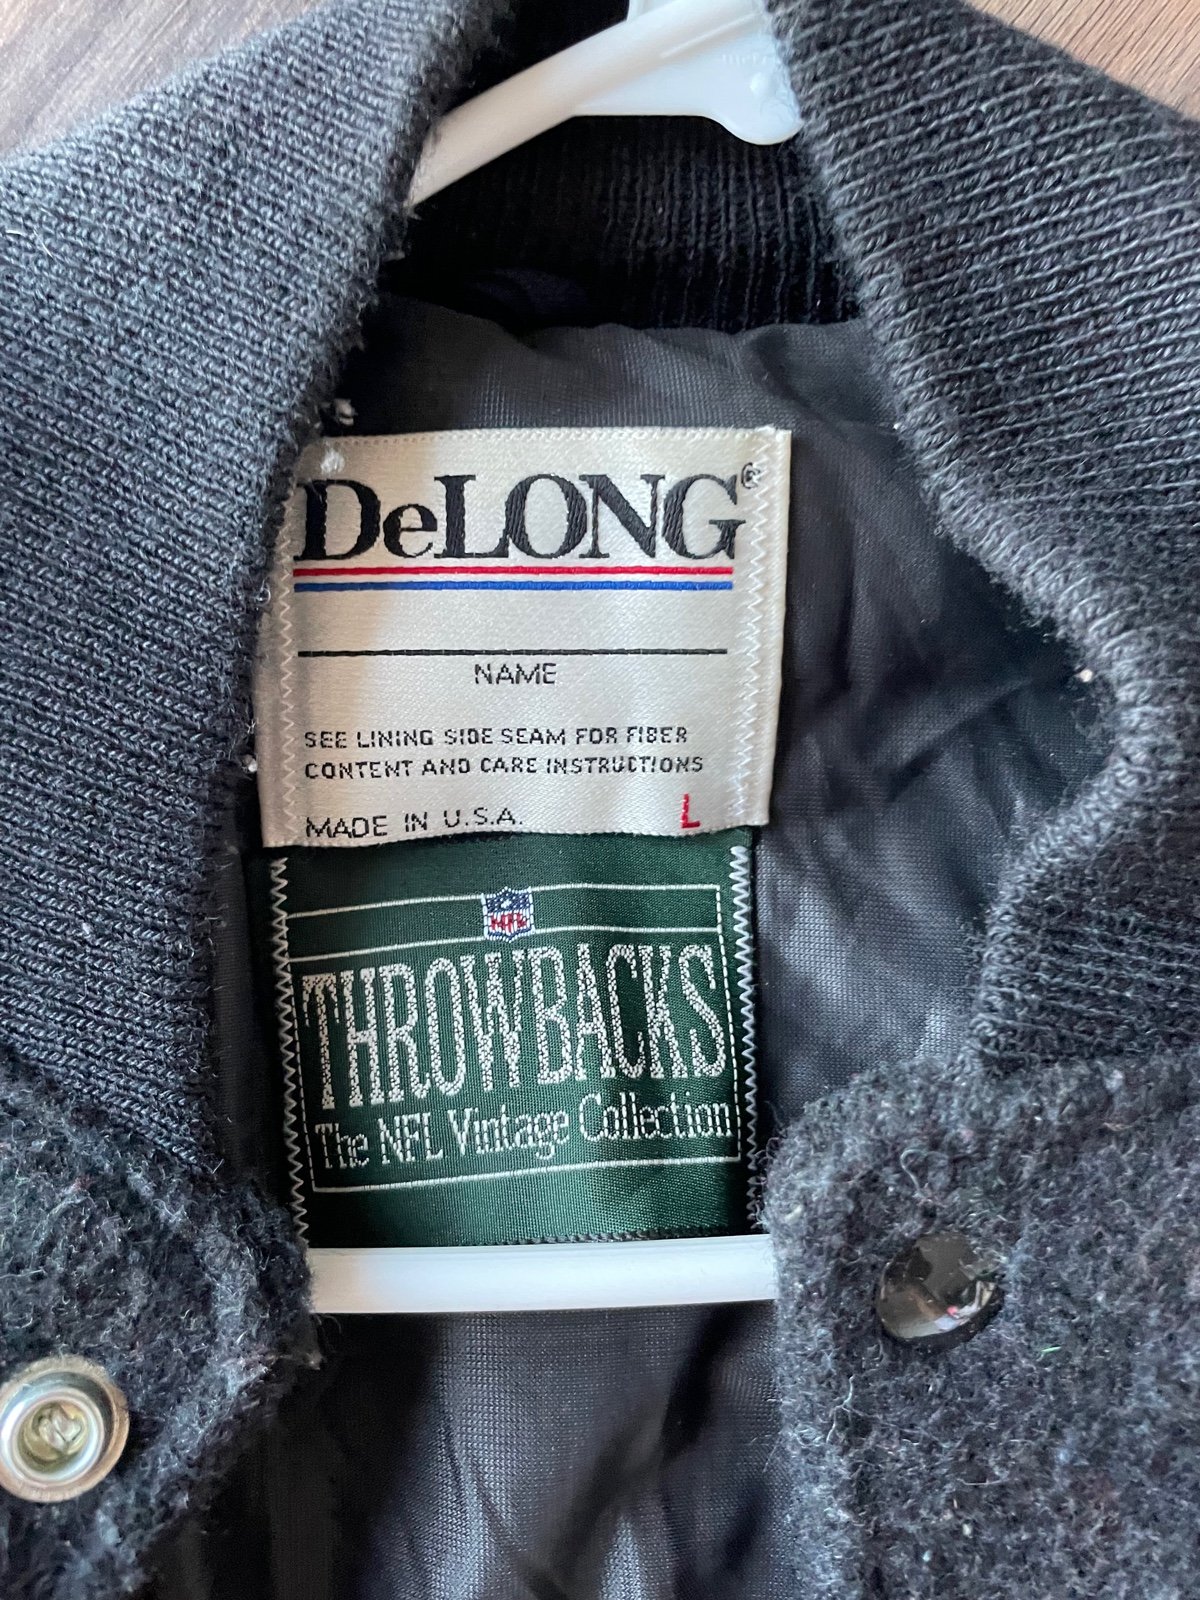 DeLONG®
NAME
SEE LINING SIDE SEAM FOR FIBER
CONTENT AND CARE INSTRUCTIONS
MADE IN U.S.A. L
NFL
THROWBACKS
The NFL Vintage Collection